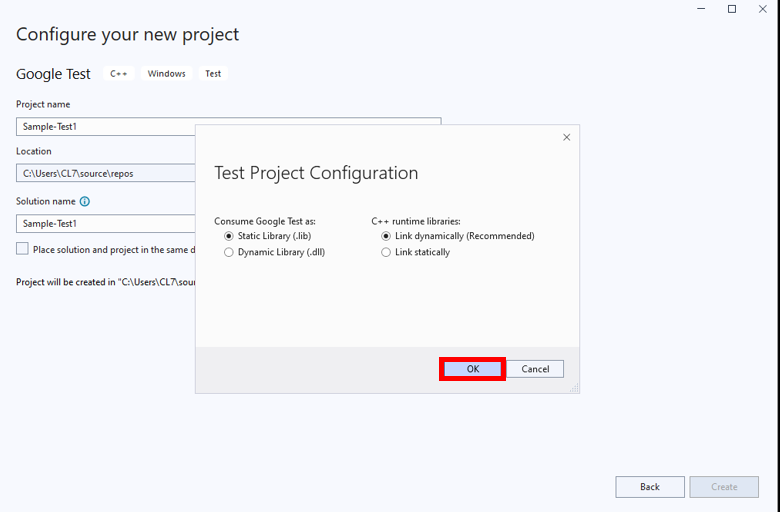 Configure your new project
Google Test C++ Windows Test
Project name
Sample-Test1
Location
C:\Users\CL7\source\repos
Solution name
Sample-Test1
Place solution and project in the same d
Project will be created in "C:\Users\CL7\sou
Test Project Configuration
Consume Google Test as:
Static Library (.lib)
Dynamic Library (.dll)
C++ runtime libraries:
Link dynamically (Recommended)
Link statically
OK Cancel
Back Create